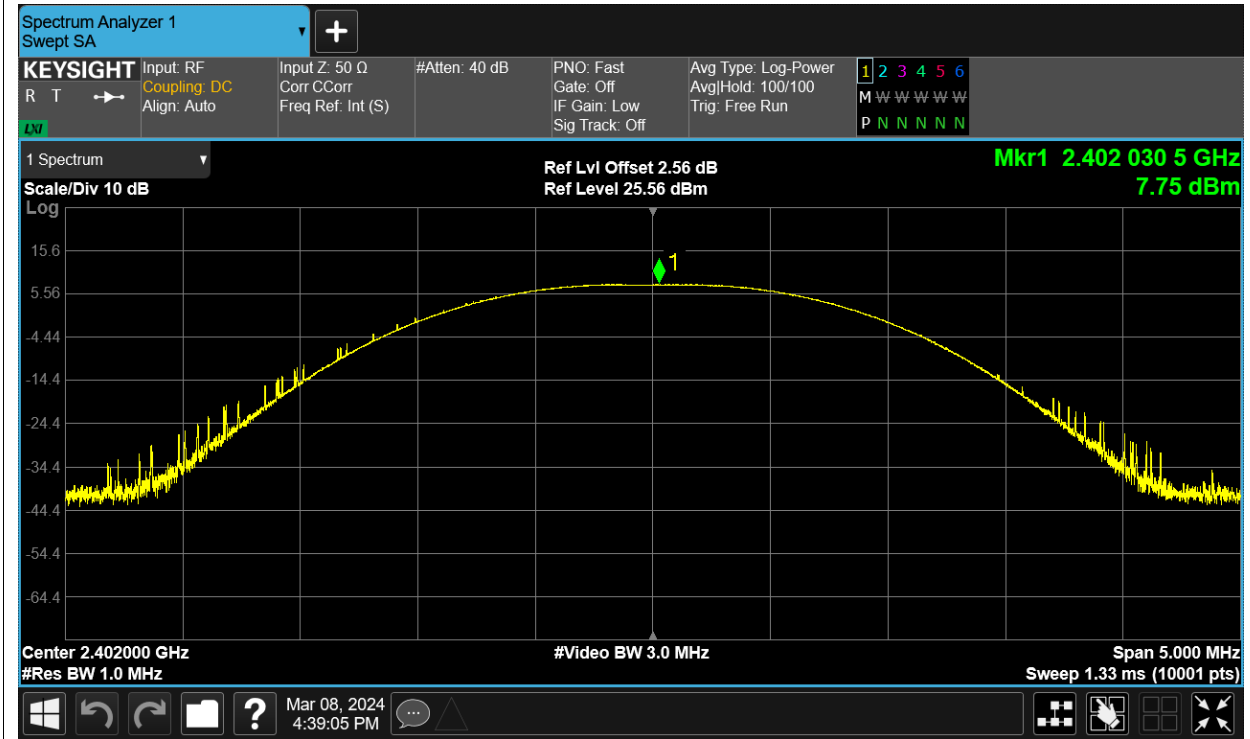 Spectrum Analyzer 1
Swept SA
+
KEYSIGHT
R T
LXI
Input: RF
Coupling: DC
Align: Auto
Input Z: 50 Ω
Corr CCorr
Freq Ref: Int (S)
#Atten: 40 dB
PNO: Fast
Gate: Off
IF Gain: Low
Sig Track: Off
Avg Type: Log-Power
Avg|Hold: 100/100
Trig: Free Run
1 2 3 4 5 6
M W W W W W
P N N N N N
1 Spectrum
Scale/Div 10 dB
Log
Ref Lvl Offset 2.56 dB
Ref Level 25.56 dBm
Mkr1 2.402 030 5 GHz
7.75 dBm
1
15.6
5.56
-4.44
-14.4
-24.4
-34.4
-44.4
-54.4
-64.4
Center 2.402000 GHz
#Res BW 1.0 MHz
#Video BW 3.0 MHz
Span 5.000 MHz
Sweep 1.33 ms (10001 pts)
?
Mar 08, 2024
4:39:05 PM